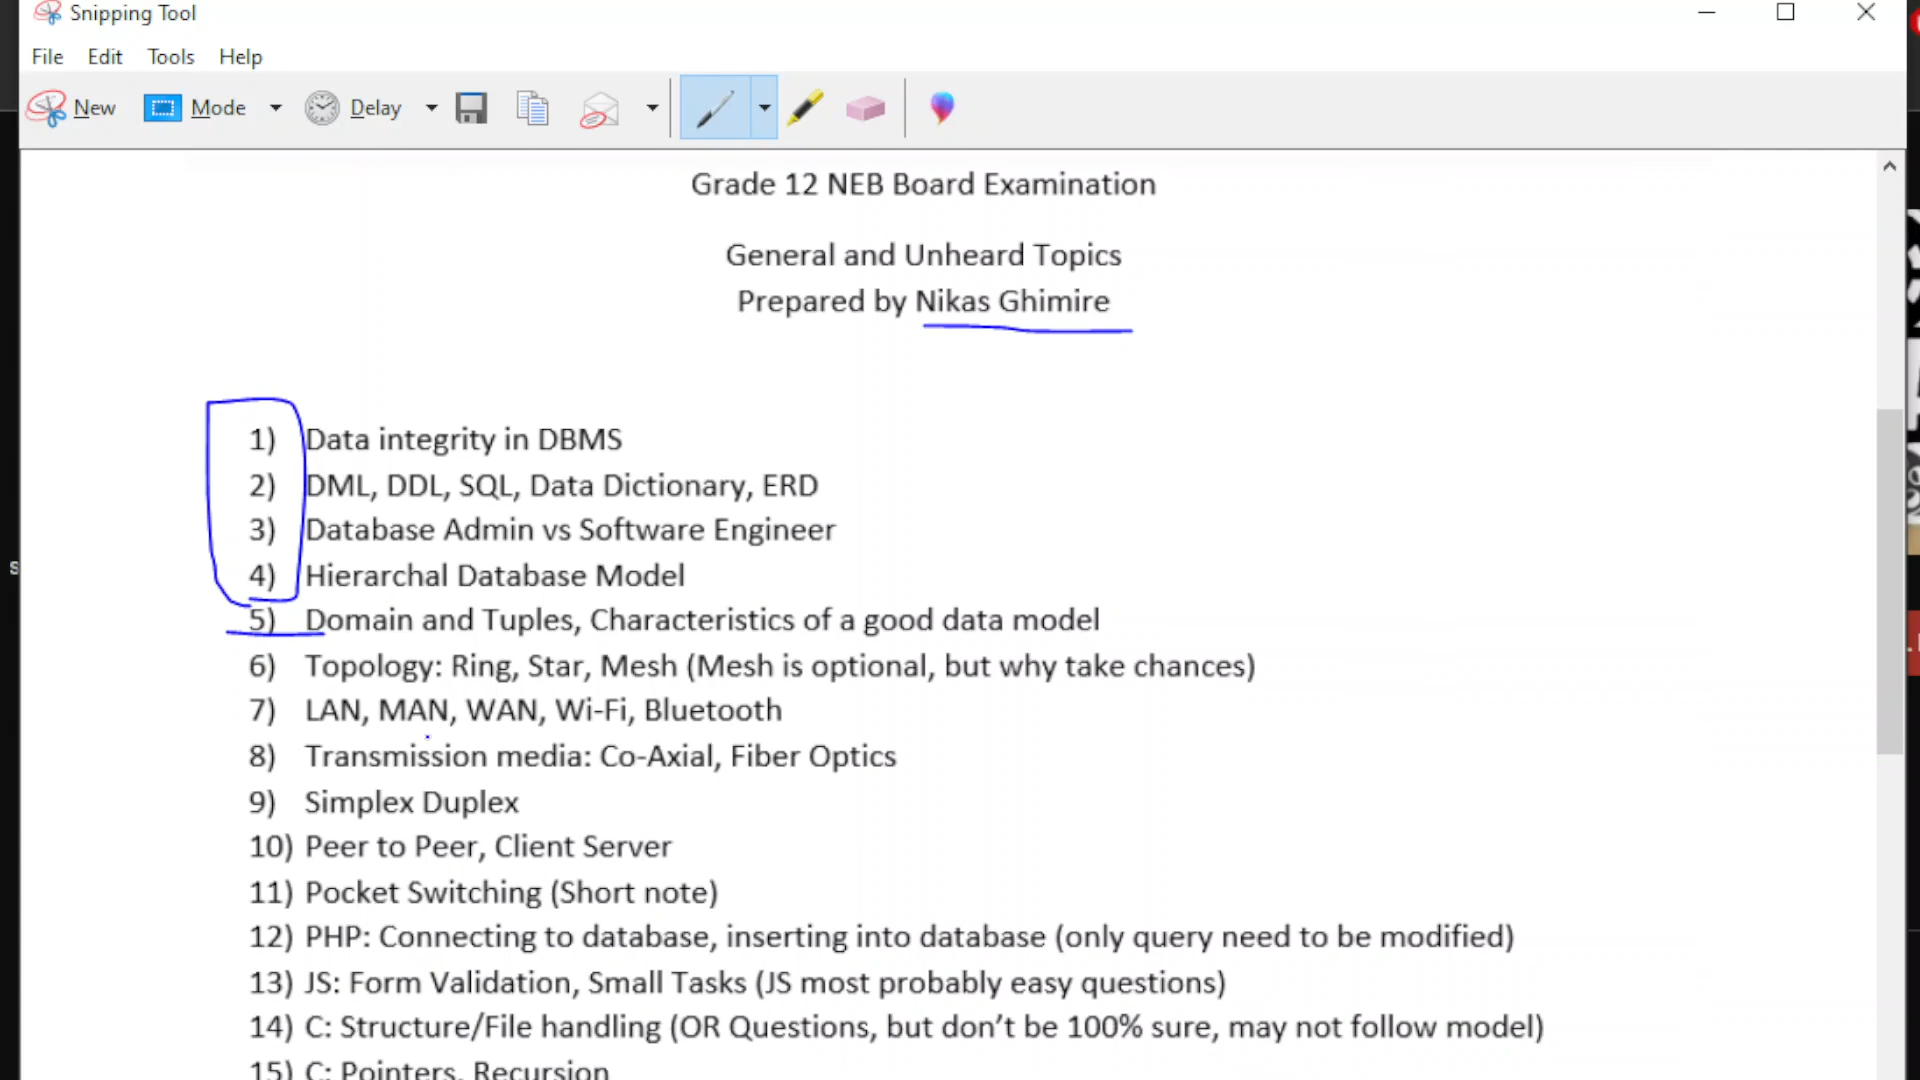 Snipping Tool
File Edit Tools Help
New Mode Delay
Grade 12 NEB Board Examination
General and Unheard Topics
Prepared by Nikas Ghimire
1) Data integrity in DBMS
2) DML, DDL, SQL, Data Dictionary, ERD
3) Database Admin vs Software Engineer
4) Hierarchal Database Model
5) Domain and Tuples, Characteristics of a good data model
6) Topology: Ring, Star, Mesh (Mesh is optional, but why take chances)
7) LAN, MAN, WAN, Wi-Fi, Bluetooth
8) Transmission media: Co-Axial, Fiber Optics
9) Simplex Duplex
10) Peer to Peer, Client Server
11) Pocket Switching (Short note)
12) PHP: Connecting to database, inserting into database (only query need to be modified)
13) JS: Form Validation, Small Tasks (JS most probably easy questions)
14) C: Structure/File handling (OR Questions, but don't be 100% sure, may not follow model)
15) C: Pointers, Recursion